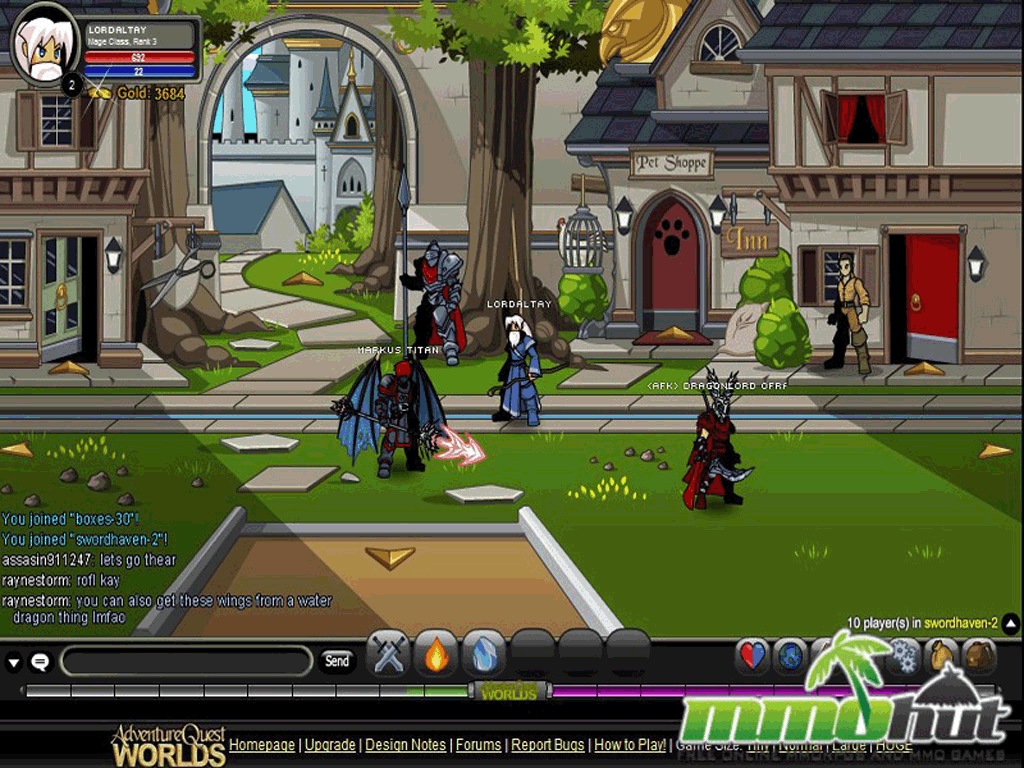 LORDALTAY
Mage Class, Rank 3
692
22
2
Gold: 3684
Pet Shoppe
Inn
LORDALTAY
MARKUS TITAN
<AFK> DRAGONLORD OFRF
You joined "boxes-30"!
You joined "swordhaven-2"!
assasin911247: lets go thear
raynestorm: rofl kay
raynestorm: you can also get these wings from a water
dragon thing lmfao
10 player(s) in swordhaven-2
Send
WORLDS
AdventureQuest
WORLDS
Homepage | Upgrade | Design Notes | Forums | Report Bugs | How to Play! | Game Size: Tiny Normal Large HUGE
mmohut
FREE ONLINE MMORPGS AND MMO GAMES